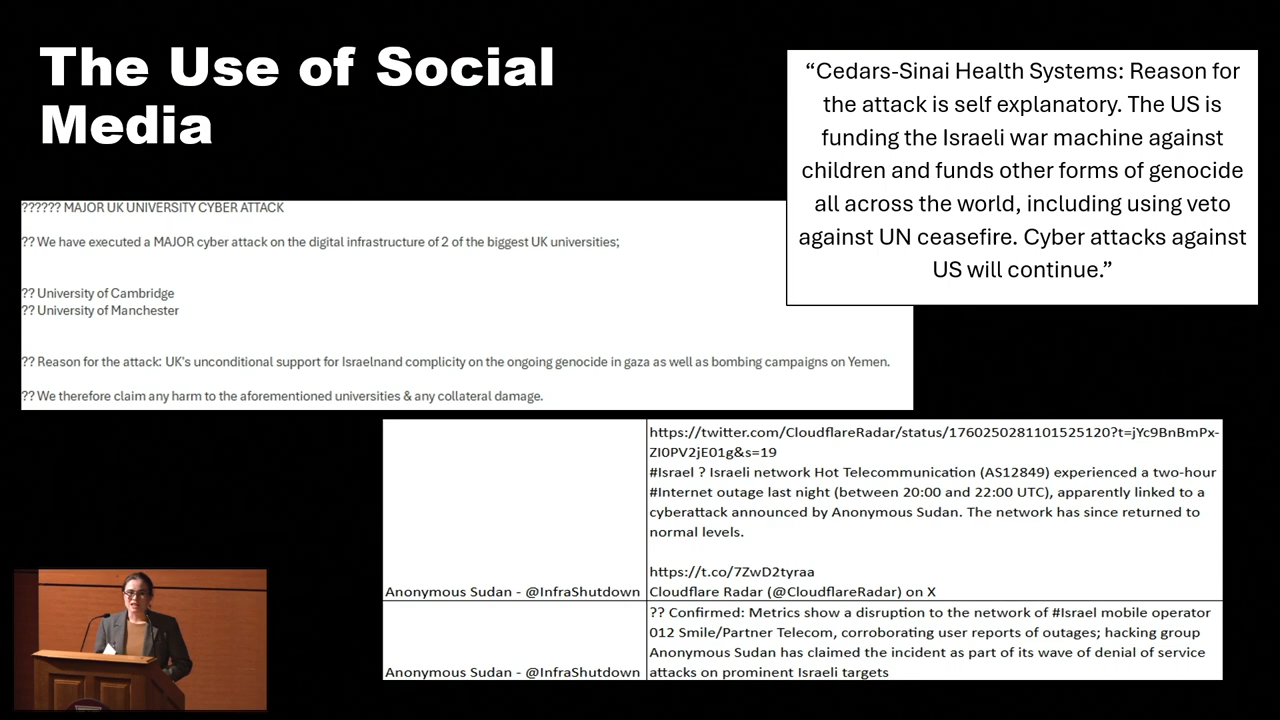 The Use of Social
Media
“Cedars-Sinai Health Systems: Reason for
the attack is self explanatory. The US is
funding the Israeli war machine against
children and funds other forms of genocide
all across the world, including using veto
against UN ceasefire. Cyber attacks against
US will continue.”
?????? MAJOR UK UNIVERSITY CYBER ATTACK
?? We have executed a MAJOR cyber attack on the digital infrastructure of 2 of the biggest UK universities;
?? University of Cambridge
?? University of Manchester
?? Reason for the attack: UK's unconditional support for Israelnand complicity on the ongoing genocide in gaza as well as bombing campaigns on Yemen.
?? We therefore claim any harm to the aforementioned universities & any collateral damage.
https://twitter.com/CloudflareRadar/status/1760250281101525120?t=jYc9BnBmPx-
ZI0PV2jE01g&s=19
#Israel ? Israeli network Hot Telecommunication (AS12849) experienced a two-hour
#Internet outage last night (between 20:00 and 22:00 UTC), apparently linked to a
cyberattack announced by Anonymous Sudan. The network has since returned to
normal levels.
https://t.co/7ZwD2tyraa
Anonymous Sudan - @InfraShutdown Cloudflare Radar (@CloudflareRadar) on X
?? Confirmed: Metrics show a disruption to the network of #Israel mobile operator
012 Smile/Partner Telecom, corroborating user reports of outages; hacking group
Anonymous Sudan has claimed the incident as part of its wave of denial of service
Anonymous Sudan - @InfraShutdown attacks on prominent Israeli targets